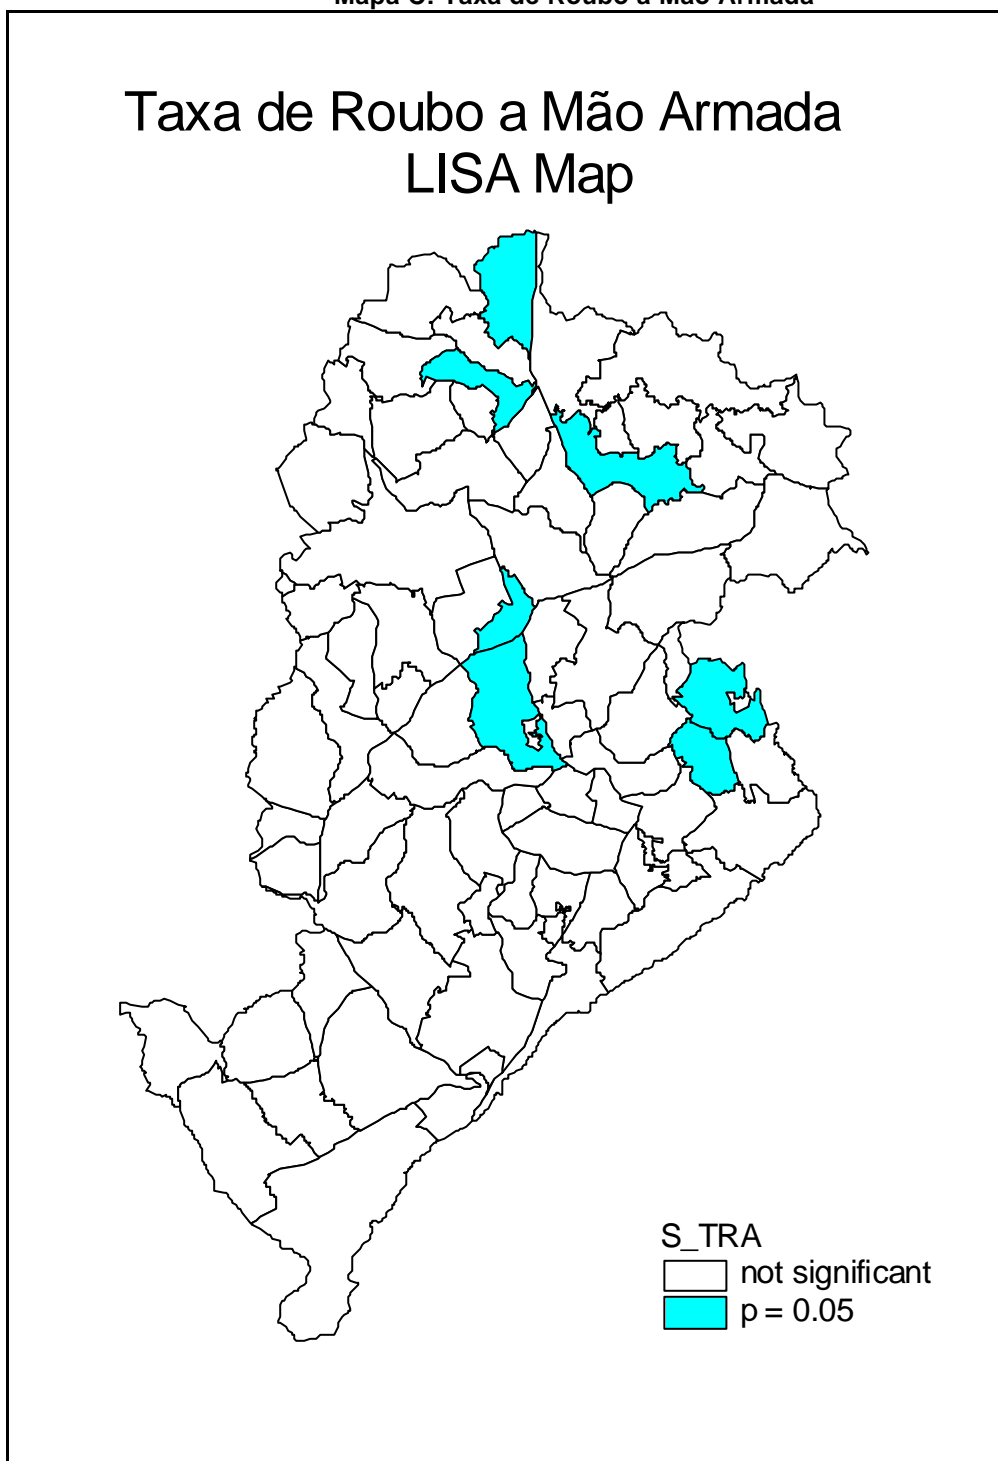 Taxa de Roubo a Mão Armada
LISA Map
S_TRA
not significant
p = 0.05